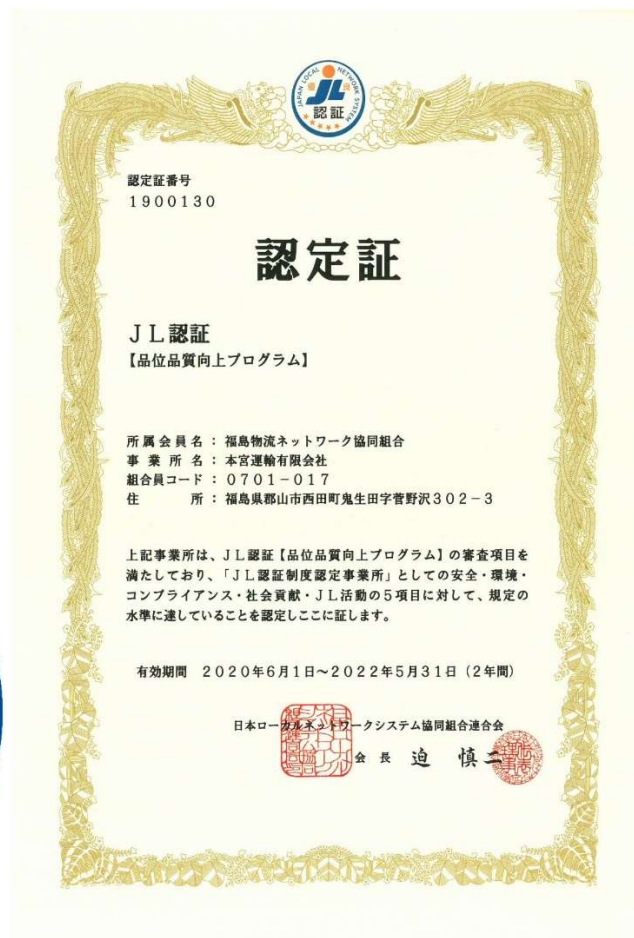 JAPAN LOCAL NETWORK SYSTEM
JL
認証
認定証番号
1900130
認定証
JL認証
【品位品質向上プログラム】
所属会員名：福島物流ネットワーク協同組合
事業所名：本宮運輸有限会社
組合員コード：0701-017
住所：福島県郡山市西田町鬼生田字菅野沢302-3
上記事業所は、JL認証【品位品質向上プログラム】の審査項目を
満たしており、「JL認証制度認定事業所」としての安全・環境・
コンプライアンス・社会貢献・JL活動の5項目に対して、規定の
水準に達していることを認定しここに証します。
有効期間 2020年6月1日～2022年5月31日（2年間）
日本ローカルネットワークシステム協同組合連合会
会長 迫 慎二